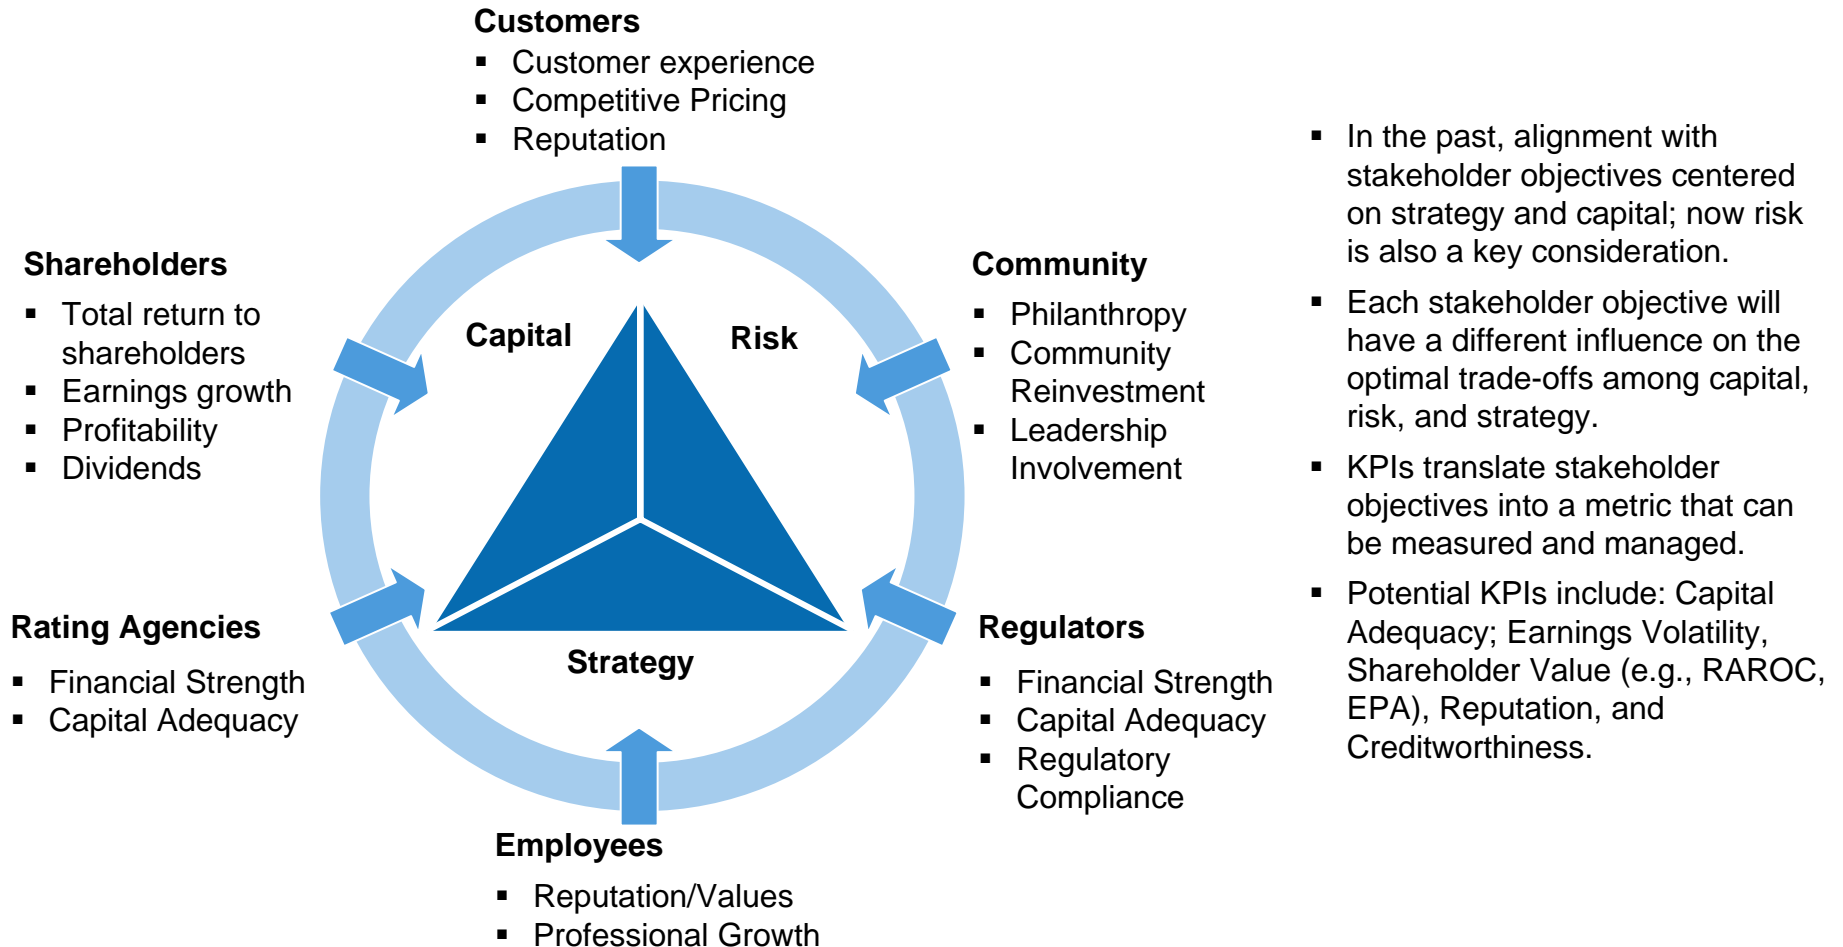 Customers
▪ Customer experience
▪ Competitive Pricing
▪ Reputation
Shareholders
▪ Total return to
shareholders
▪ Earnings growth
▪ Profitability
▪ Dividends
Capital
Risk
Community
▪ Philanthropy
▪ Community
Reinvestment
▪ Leadership
Involvement
Rating Agencies
▪ Financial Strength
▪ Capital Adequacy
Strategy
Regulators
▪ Financial Strength
▪ Capital Adequacy
▪ Regulatory
Compliance
Employees
▪ Reputation/Values
▪ Professional Growth
▪ In the past, alignment with
stakeholder objectives centered
on strategy and capital; now risk
is also a key consideration.
▪ Each stakeholder objective will
have a different influence on the
optimal trade-offs among capital,
risk, and strategy.
▪ KPIs translate stakeholder
objectives into a metric that can
be measured and managed.
▪ Potential KPIs include: Capital
Adequacy; Earnings Volatility,
Shareholder Value (e.g., RAROC,
EPA), Reputation, and
Creditworthiness.